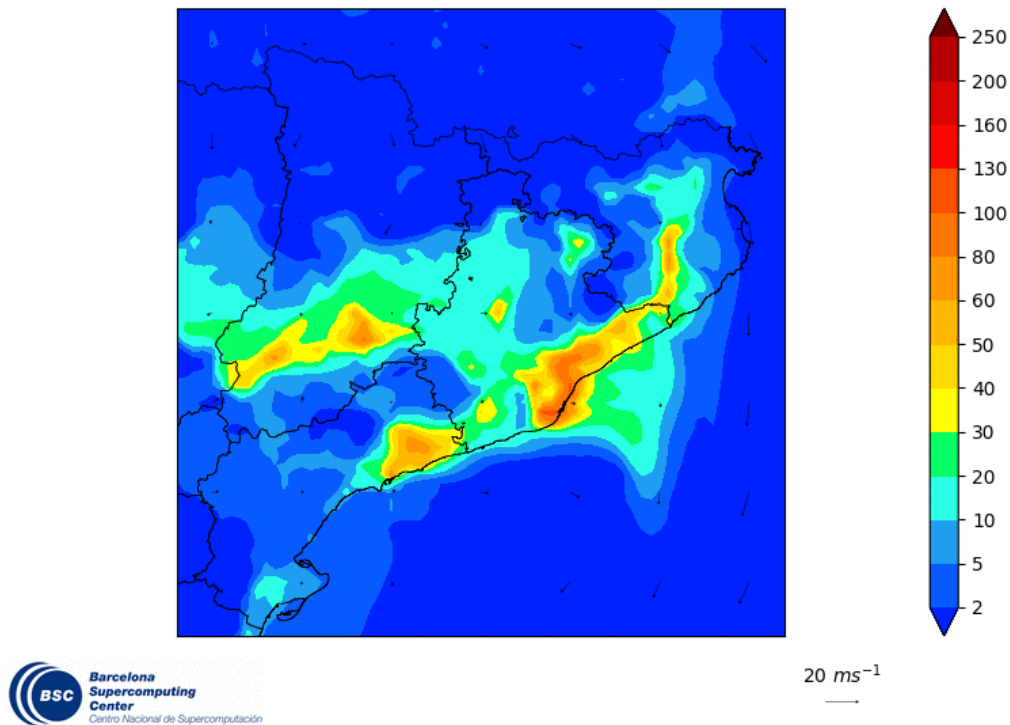 250
200
160
130
100
80
60
50
40
30
20
10
5
2
20 ms⁻¹
BSC
Barcelona
Supercomputing
Center
Centro Nacional de Supercomputación